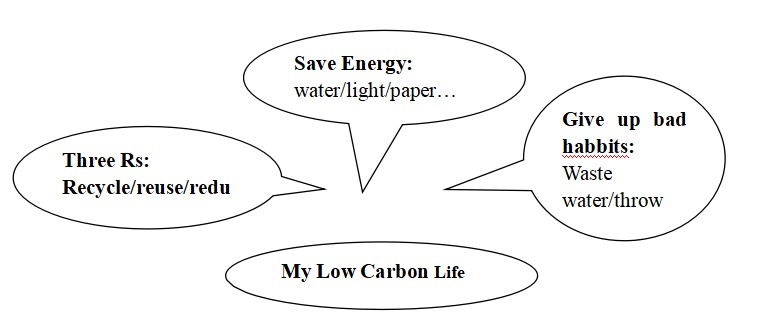 Save Energy:
water/light/paper…
Give up bad
habbits:
Waste
water/throw
Three Rs:
Recycle/reuse/redu
My Low Carbon Life